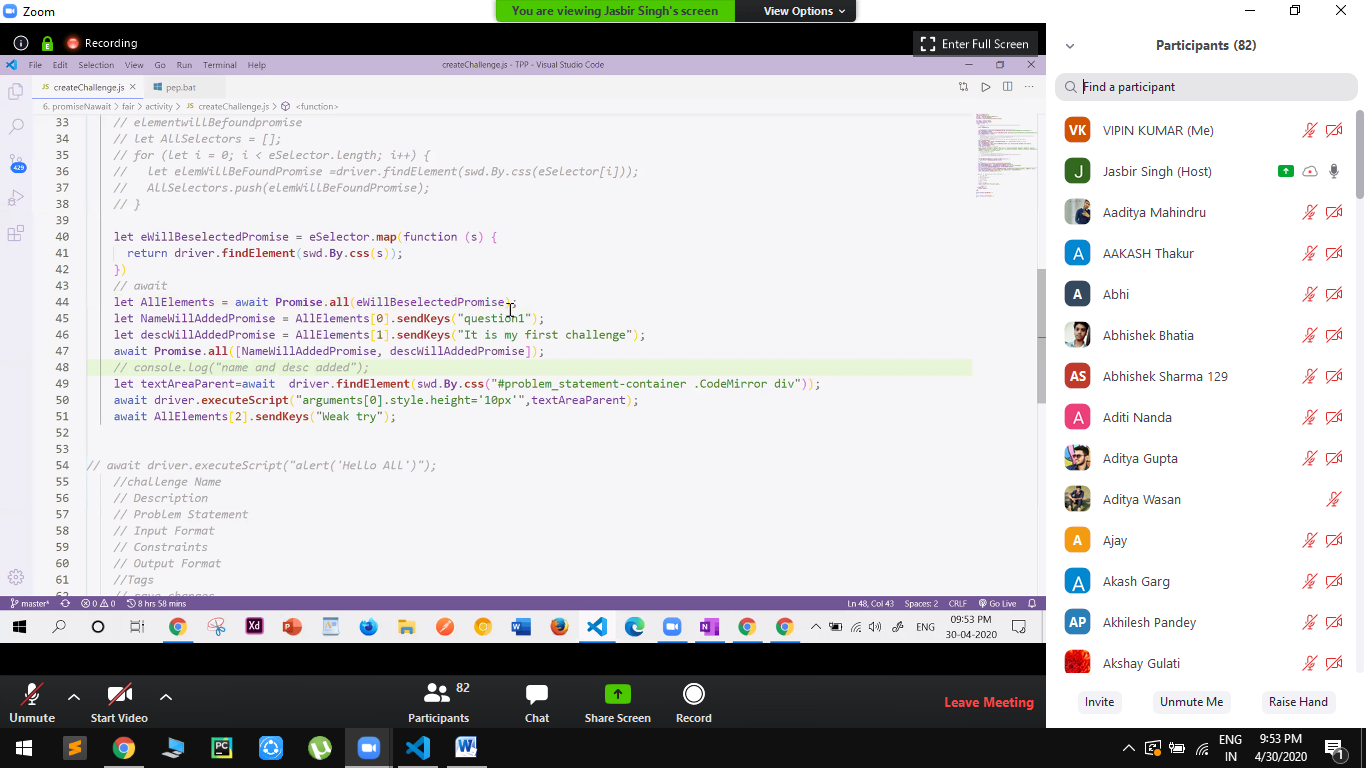 Zoom
You are viewing Jasbir Singh's screen
View Options
Recording
Enter Full Screen
File Edit Selection View Go Run Terminal Help
createChallenge.js - TPP - Visual Studio Code
JS createChallenge.js
pep.bat
6. promiseNawait > fair > activity > JS createChallenge.js > <function>
33 // elementwillBefoundpromise
34 // let AllSelectors = [];
35 // for (let i = 0; i < eSelector.length; i++) {
36 // let elemWillBeFoundPromise =driver.findElement(swd.By.css(eSelector[i]));
37 // AllSelectors.push(elemWillBeFoundPromise);
38 // }
39
40 let eWillBeselectedPromise = eSelector.map(function (s) {
41 return driver.findElement(swd.By.css(s));
42 })
43 // await
44 let AllElements = await Promise.all(eWillBeselectedPromise);
45 let NameWillAddedPromise = AllElements[0].sendKeys("question1");
46 let descWillAddedPromise = AllElements[1].sendKeys("It is my first challenge");
47 await Promise.all([NameWillAddedPromise, descWillAddedPromise]);
48 // console.log("name and desc added");
49 let textAreaParent=await driver.findElement(swd.By.css("#problem_statement-container .CodeMirror div"));
50 await driver.executeScript("arguments[0].style.height='10px'",textAreaParent);
51 await AllElements[2].sendKeys("Weak try");
52
53
54 // await driver.executeScript("alert('Hello All')");
55 //challenge Name
56 // Description
57 // Problem Statement
58 // Input Format
59 // Constraints
60 // Output Format
61 //Tags
62 // save changes
429
master* 0 0 8 hrs 58 mins
Ln 48, Col 43 Spaces: 2 CRLF Go Live
Xd
ENG
09:53 PM
30-04-2020
Participants (82)
Find a participant
VK VIPIN KUMAR (Me)
J Jasbir Singh (Host)
Aaditya Mahindru
A AAKASH Thakur
A Abhi
Abhishek Bhatia
AS Abhishek Sharma 129
A Aditi Nanda
Aditya Gupta
Aditya Wasan
A Ajay
A Akash Garg
AP Akhilesh Pandey
Akshay Gulati
Invite
Unmute Me
Raise Hand
Unmute
Start Video
82
Participants
Chat
Share Screen
Record
Leave Meeting
PC
ENG
IN
9:53 PM
4/30/2020
1